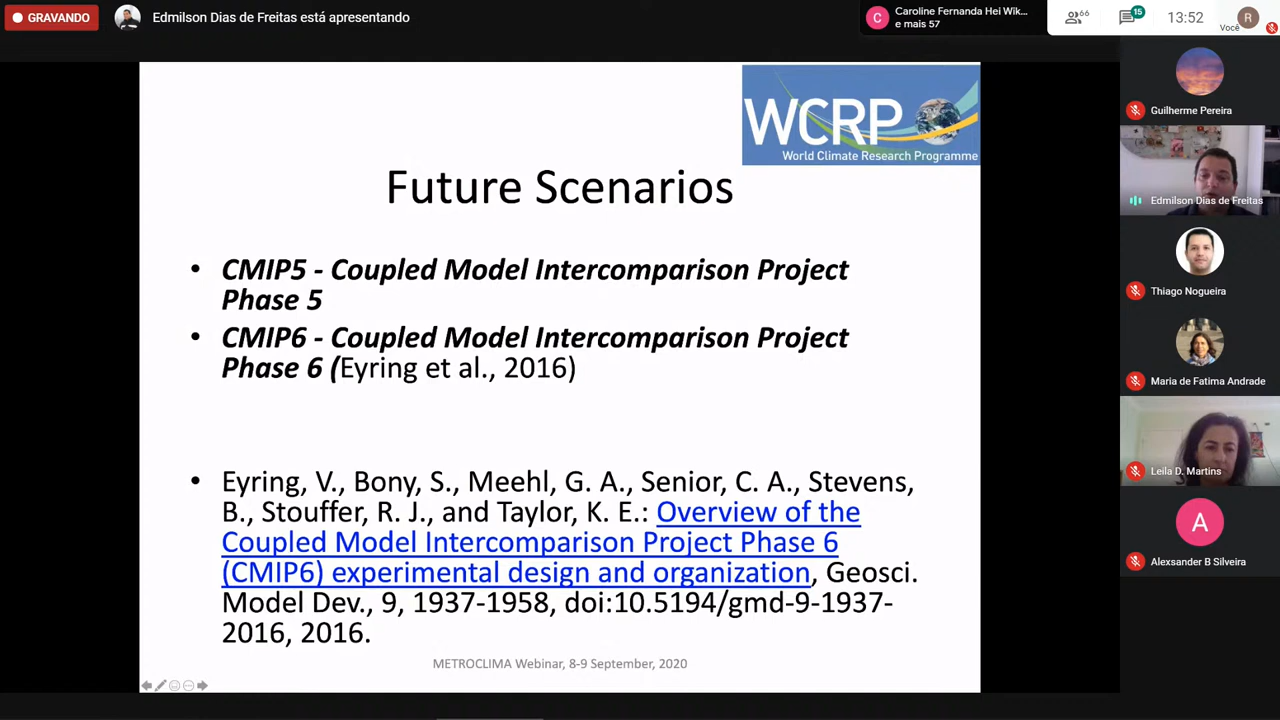 GRAVANDO
Edmilson Dias de Freitas está apresentando
C
Caroline Fernanda Hei Wik...
e mais 57
66
15
13:52
Você
R
WCRP
World Climate Research Programme
Future Scenarios
• CMIP5 - Coupled Model Intercomparison Project
Phase 5
• CMIP6 - Coupled Model Intercomparison Project
Phase 6 (Eyring et al., 2016)
• Eyring, V., Bony, S., Meehl, G. A., Senior, C. A., Stevens,
B., Stouffer, R. J., and Taylor, K. E.: Overview of the
Coupled Model Intercomparison Project Phase 6
(CMIP6) experimental design and organization, Geosci.
Model Dev., 9, 1937-1958, doi:10.5194/gmd-9-1937-
2016, 2016.
METROCLIMA Webinar, 8-9 September, 2020
Guilherme Pereira
Edmilson Dias de Freitas
Thiago Nogueira
Maria de Fatima Andrade
Leila D. Martins
A
Alexsander B Silveira